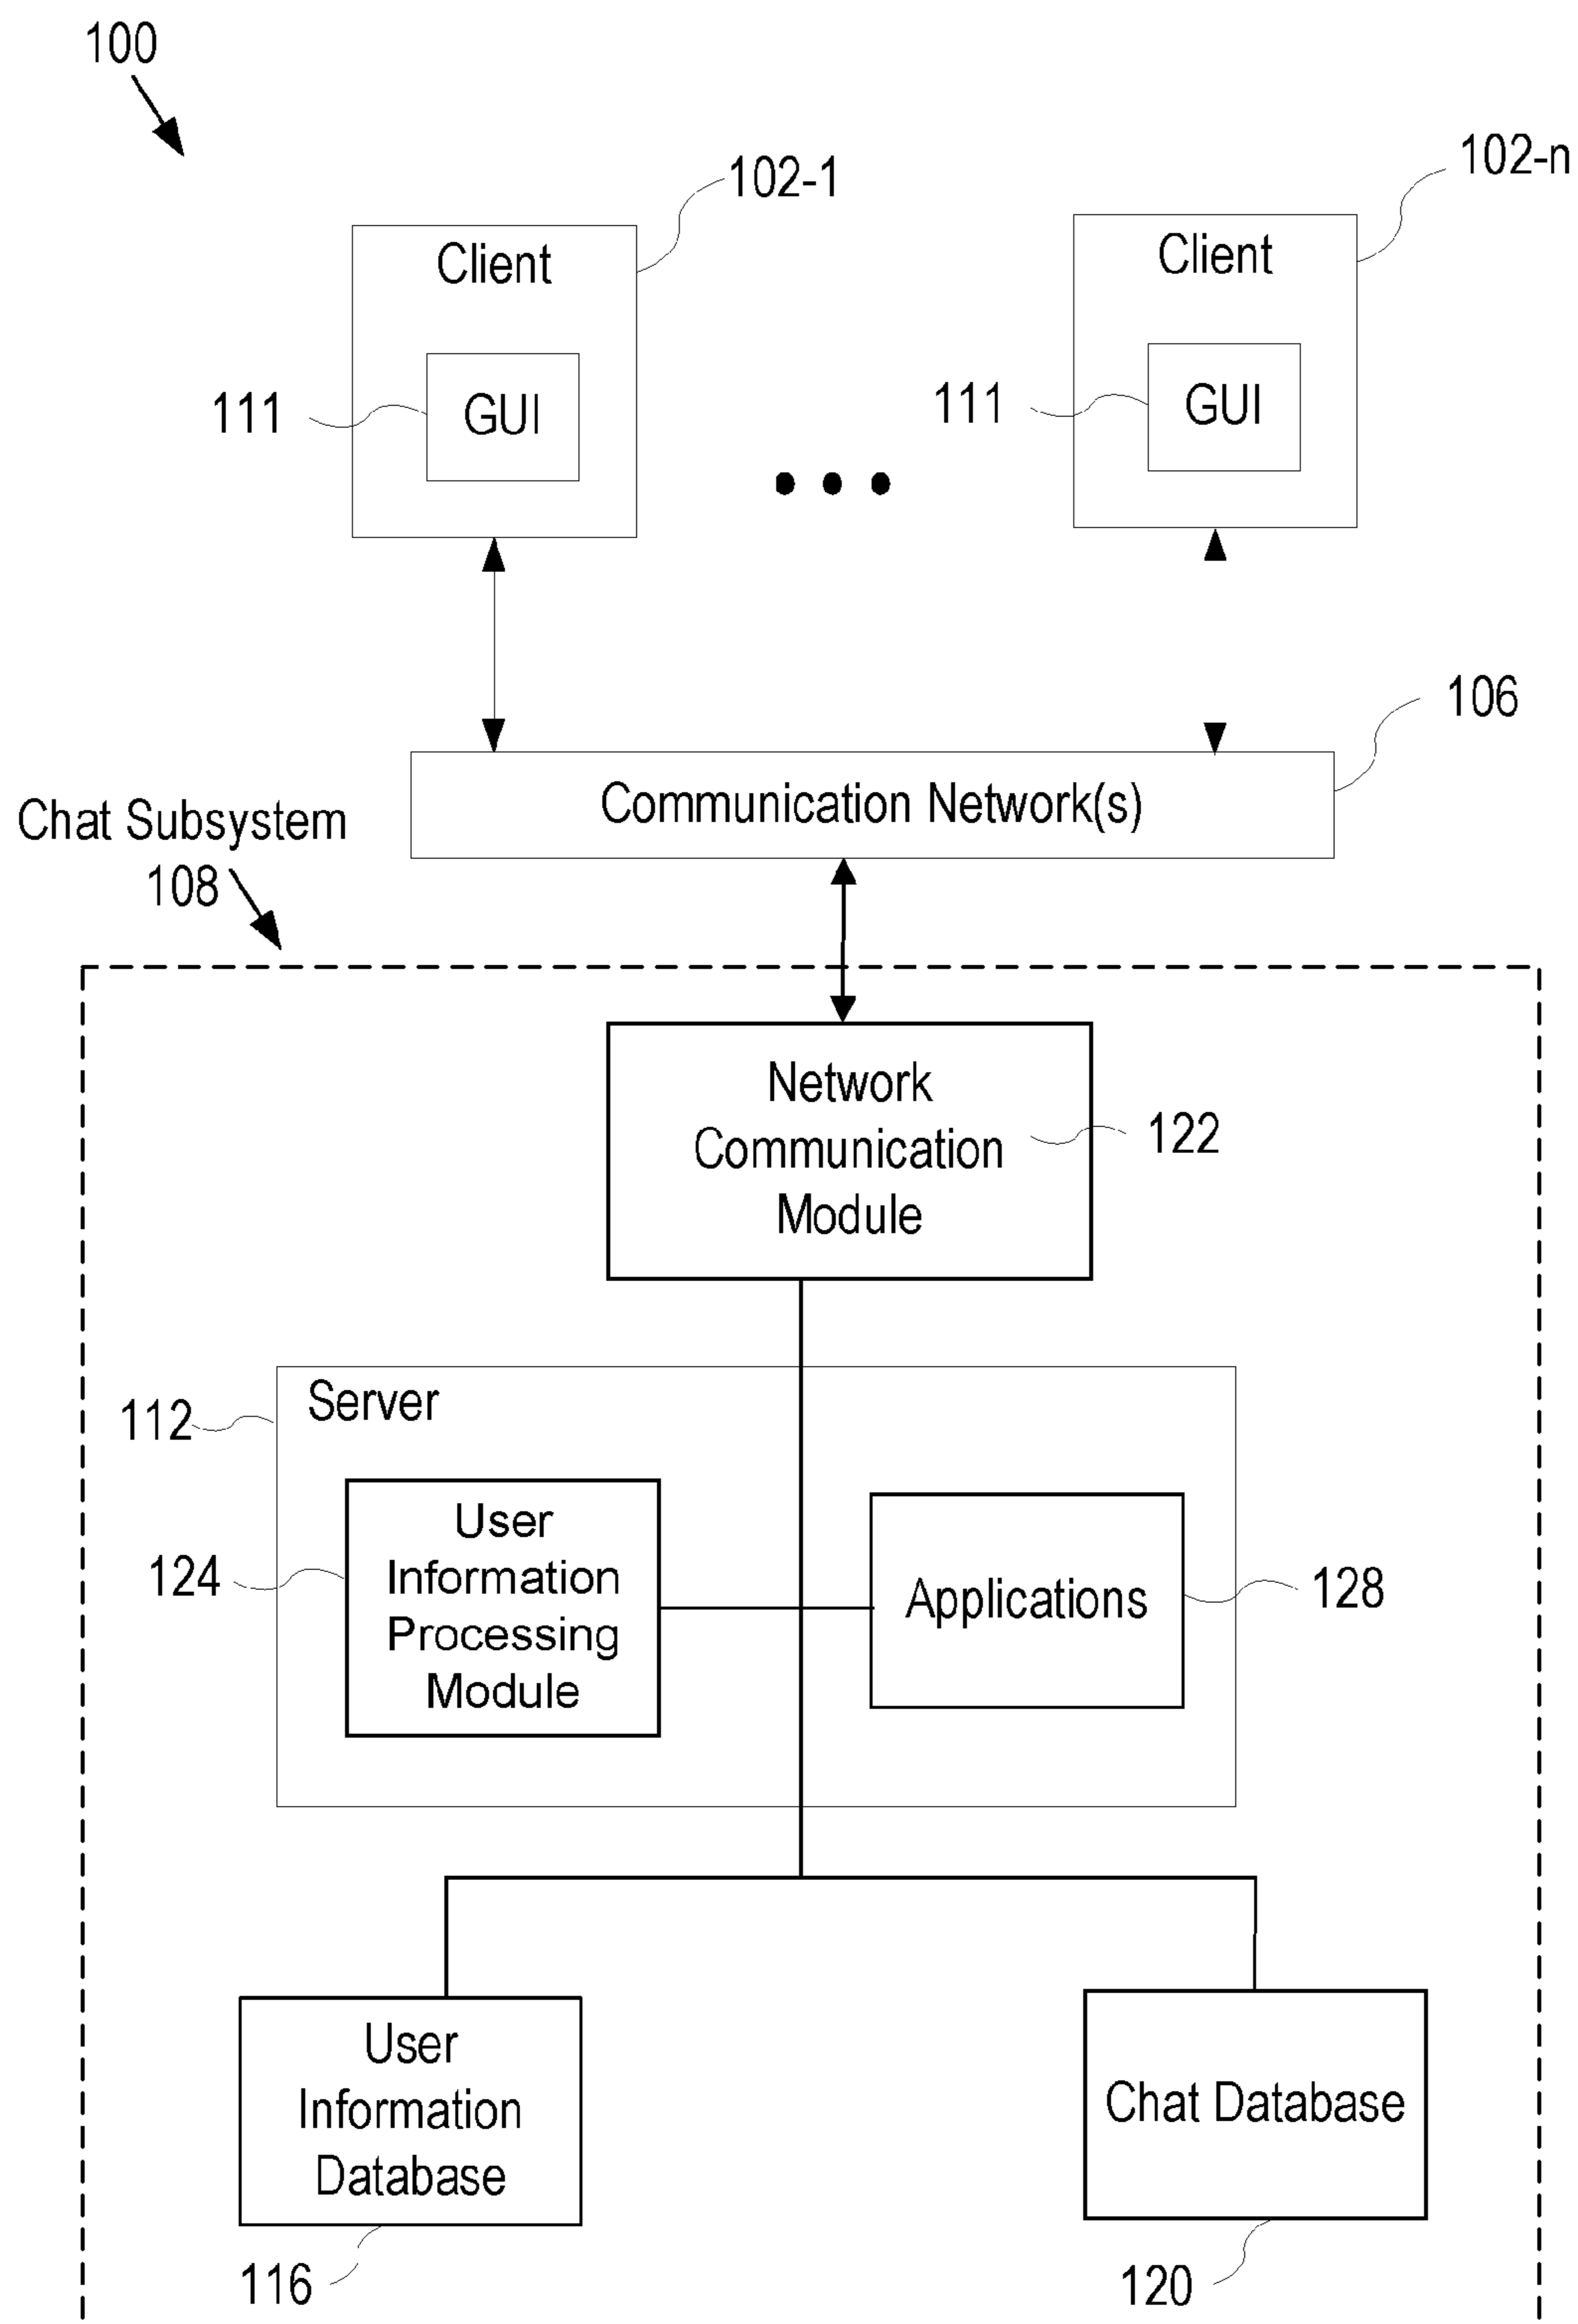 100
102-1
102-n
Client
Client
111
GUI
111
GUI
106
Communication Network(s)
Chat Subsystem
108
Network
Communication
Module
122
112
Server
124
User
Information
Processing
Module
Applications
128
User
Information
Database
Chat Database
116
120